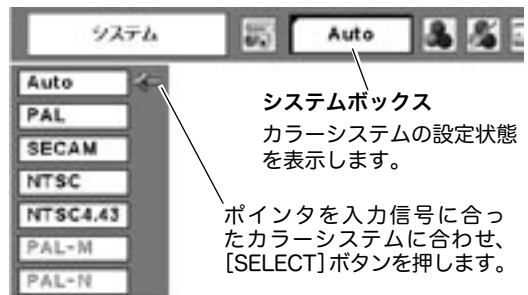 システム
Auto
Auto
PAL
SECAM
NTSC
NTSC4.43
PAL-M
PAL-N
システムボックス
カラーシステムの設定状態
を表示します。
ポインタを入力信号に合っ
たカラーシステムに合わせ、
[SELECT]ボタンを押します。